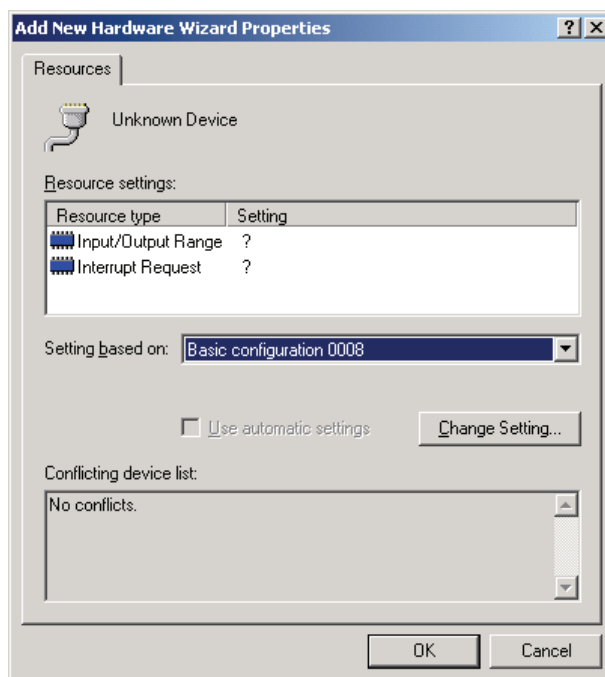 Add New Hardware Wizard Properties
Resources
Unknown Device
Resource settings:
Resource type Setting
Input/Output Range ?
Interrupt Request ?
Setting based on: Basic configuration 0008
Use automatic settings Change Setting...
Conflicting device list:
No conflicts.
OK Cancel